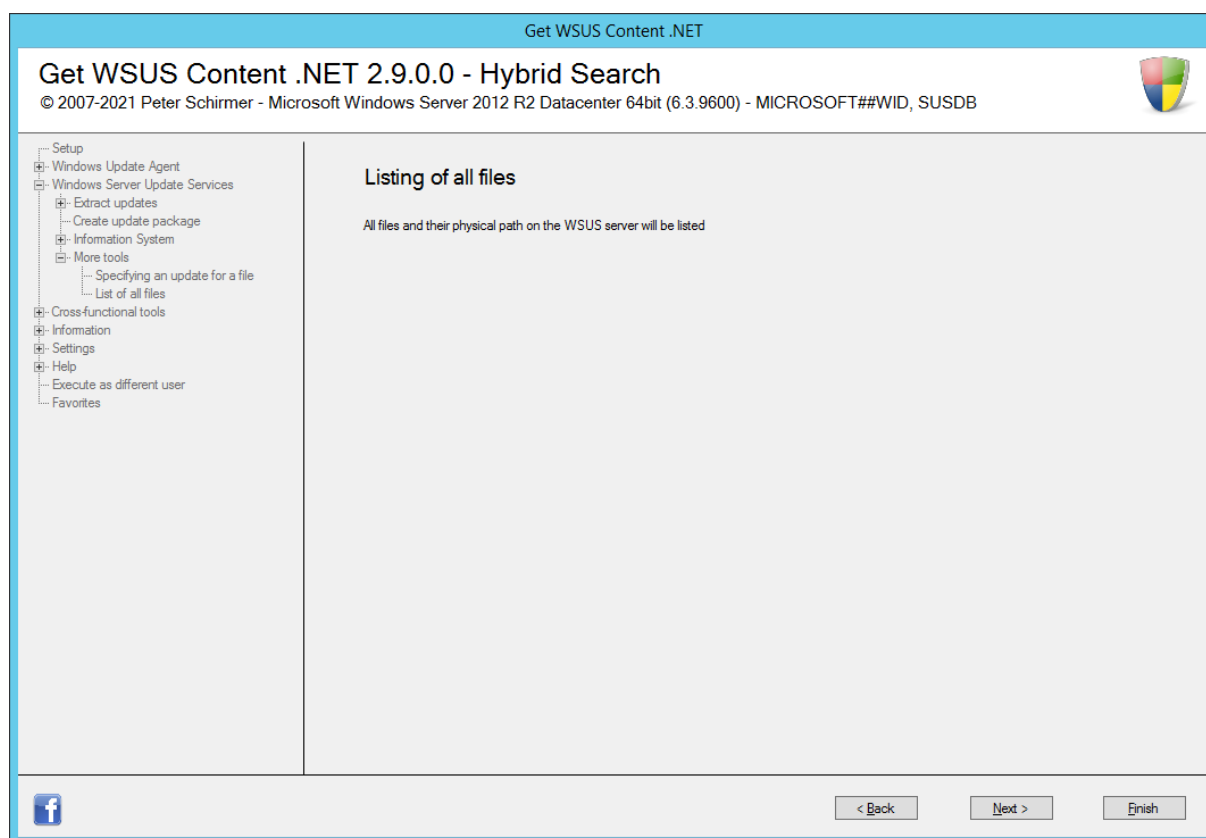 Get WSUS Content .NET
Get WSUS Content .NET 2.9.0.0 - Hybrid Search
© 2007-2021 Peter Schirmer - Microsoft Windows Server 2012 R2 Datacenter 64bit (6.3.9600) - MICROSOFT##WID, SUSDB
Setup
Windows Update Agent
Windows Server Update Services
Extract updates
Create update package
Information System
More tools
Specifying an update for a file
List of all files
Cross-functional tools
Information
Settings
Help
Execute as different user
Favorites
Listing of all files
All files and their physical path on the WSUS server will be listed
f
< Back
Next >
Finish